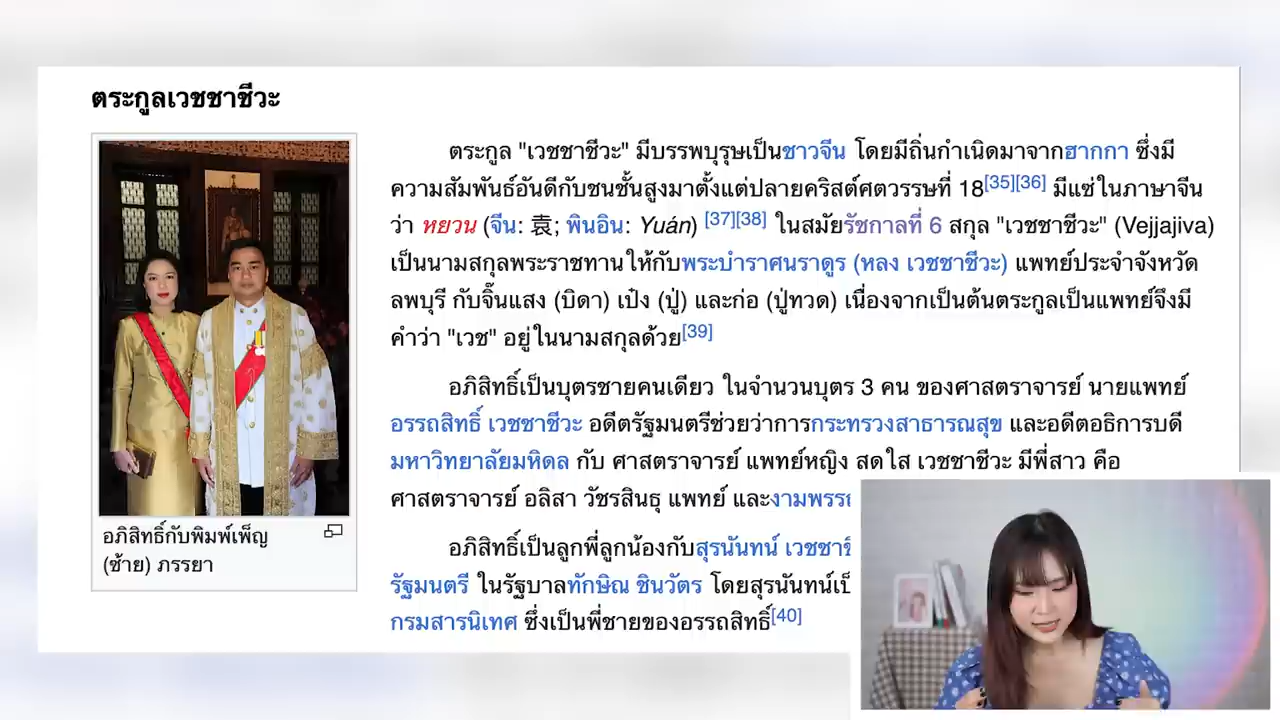 ตระกูลเวชชาชีวะ
ตระกูล "เวชชาชีวะ" มีบรรพบุรุษเป็นชาวจีน โดยมีถิ่นกำเนิดมาจากฮากกา ซึ่งมี
ความสัมพันธ์อันดีกับชนชั้นสูงมาตั้งแต่ปลายคริสต์ศตวรรษที่ 18[35][36] มีแซ่ในภาษาจีน
ว่า หยวน (จีน: 袁; พินอิน: Yuán) [37][38] ในสมัยรัชกาลที่ 6 สกุล "เวชชาชีวะ" (Vejjajiva)
เป็นนามสกุลพระราชทานให้กับพระบำราศนราดูร (หลง เวชชาชีวะ) แพทย์ประจำจังหวัด
ลพบุรี กับจิ๊นแสง (บิดา) เป๋ง (ปู่) และก่อ (ปู่ทวด) เนื่องจากเป็นต้นตระกูลเป็นแพทย์จึงมี
คำว่า "เวช" อยู่ในนามสกุลด้วย[39]
อภิสิทธิ์เป็นบุตรชายคนเดียว ในจำนวนบุตร 3 คน ของศาสตราจารย์ นายแพทย์
อรรถสิทธิ์ เวชชาชีวะ อดีตรัฐมนตรีช่วยว่าการกระทรวงสาธารณสุข และอดีตอธิการบดี
มหาวิทยาลัยมหิดล กับ ศาสตราจารย์ แพทย์หญิง สดใส เวชชาชีวะ มีพี่สาว คือ
ศาสตราจารย์ อลิสา วัชรสินธุ แพทย์ และงามพรร
อภิสิทธิ์เป็นลูกพี่ลูกน้องกับสุรนันทน์ เวชชาชี
รัฐมนตรี ในรัฐบาลทักษิณ ชินวัตร โดยสุรนันทน์เป็
กรมสารนิเทศ ซึ่งเป็นพี่ชายของอรรถสิทธิ์[40]
อภิสิทธิ์กับพิมพ์เพ็ญ
(ซ้าย) ภรรยา